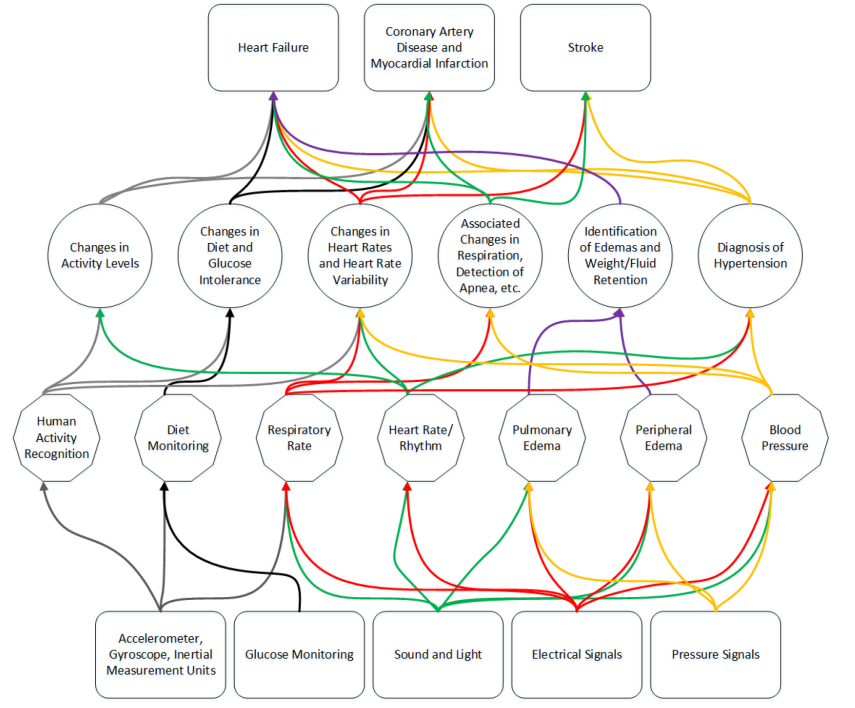 Heart Failure
Coronary Artery
Disease and
Myocardial Infarction
Stroke
Changes in
Activity Levels
Changes in
Diet and
Glucose
Intolerance
Changes in
Heart Rates
and Heart Rate
Variability
Associated
Changes in
Respiration,
Detection of
Apnea, etc.
Identification
of Edemas and
Weight/Fluid
Retention
Diagnosis of
Hypertension
Human
Activity
Recognition
Diet
Monitoring
Respiratory
Rate
Heart Rate/
Rhythm
Pulmonary
Edema
Peripheral
Edema
Blood
Pressure
Accelerometer,
Gyroscope, Inertial
Measurement Units
Glucose Monitoring
Sound and Light
Electrical Signals
Pressure Signals